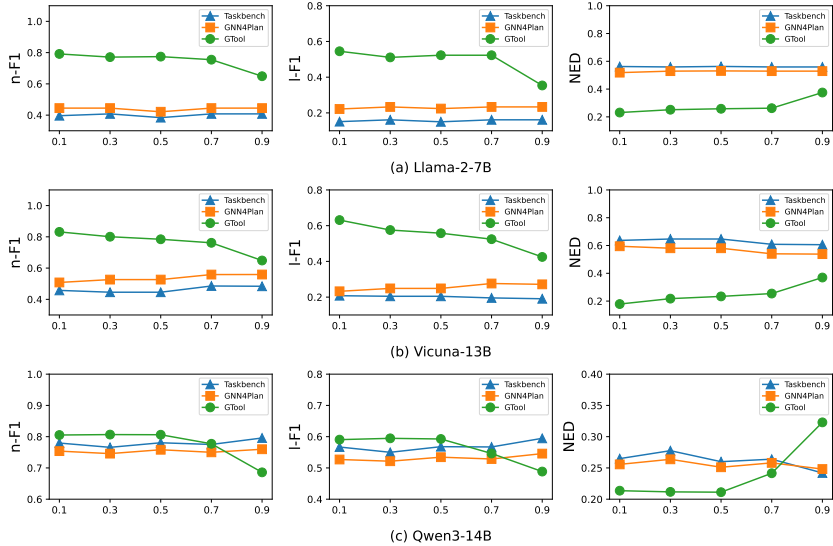 n-F1
1.0
0.8
0.6
0.4
0.1 0.3 0.5 0.7 0.9
Taskbench
GNN4Plan
GTool
l-F1
0.8
0.6
0.4
0.2
0.1 0.3 0.5 0.7 0.9
Taskbench
GNN4Plan
GTool
NED
1.0
0.8
0.6
0.4
0.2
0.1 0.3 0.5 0.7 0.9
Taskbench
GNN4Plan
GTool
(a) Llama-2-7B
n-F1
1.0
0.8
0.6
0.4
0.1 0.3 0.5 0.7 0.9
Taskbench
GNN4Plan
GTool
l-F1
0.8
0.6
0.4
0.2
0.1 0.3 0.5 0.7 0.9
Taskbench
GNN4Plan
GTool
NED
1.0
0.8
0.6
0.4
0.2
0.1 0.3 0.5 0.7 0.9
Taskbench
GNN4Plan
GTool
(b) Vicuna-13B
n-F1
1.0
0.9
0.8
0.7
0.6
0.1 0.3 0.5 0.7 0.9
Taskbench
GNN4Plan
GTool
l-F1
0.8
0.7
0.6
0.5
0.4
0.1 0.3 0.5 0.7 0.9
Taskbench
GNN4Plan
GTool
NED
0.40
0.35
0.30
0.25
0.20
0.1 0.3 0.5 0.7 0.9
Taskbench
GNN4Plan
GTool
(c) Qwen3-14B